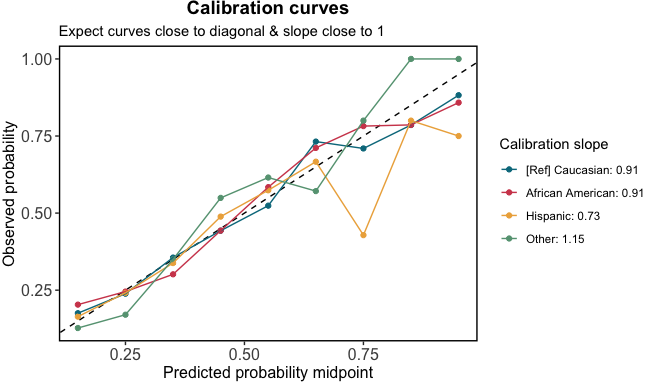 Calibration curves
Expect curves close to diagonal & slope close to 1
Observed probability
1.00
0.75
0.50
0.25
0.25
0.50
0.75
Predicted probability midpoint
Calibration slope
[Ref] Caucasian: 0.91
African American: 0.91
Hispanic: 0.73
Other: 1.15